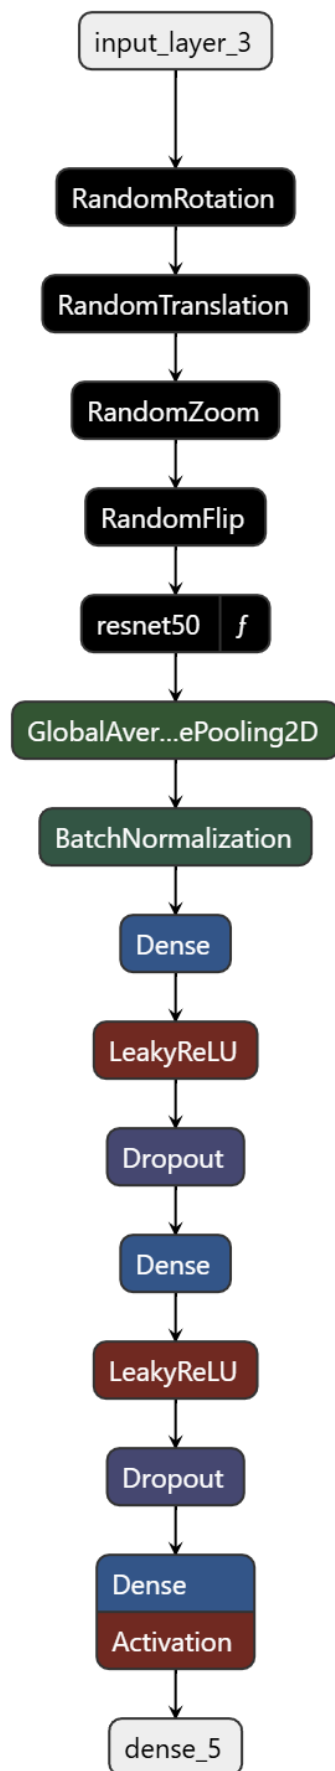 input_layer_3
RandomRotation
RandomTranslation
RandomZoom
RandomFlip
resnet50 ƒ
GlobalAver...ePooling2D
BatchNormalization
Dense
LeakyReLU
Dropout
Dense
LeakyReLU
Dropout
Dense
Activation
dense_5